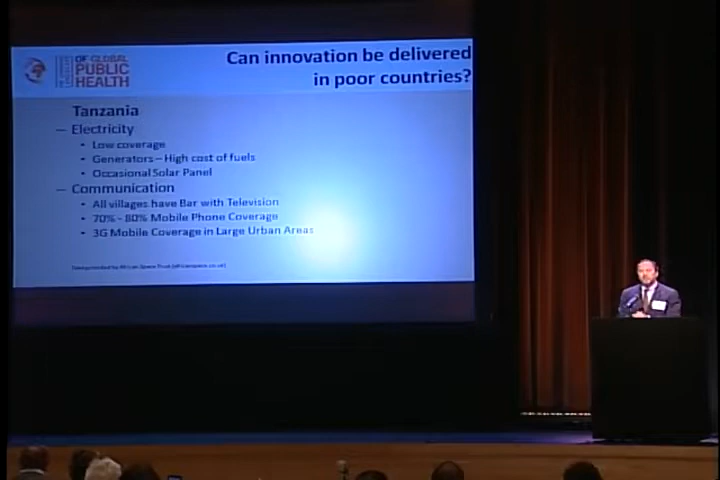 OF GLOBAL
PUBLIC
HEALTH
Can innovation be delivered
in poor countries?
Tanzania
– Electricity
• Low coverage
• Generators – High cost of fuels
• Occasional Solar Panel
– Communication
• All villages have Bar with Television
• 70% - 80% Mobile Phone Coverage
• 3G Mobile Coverage in Large Urban Areas